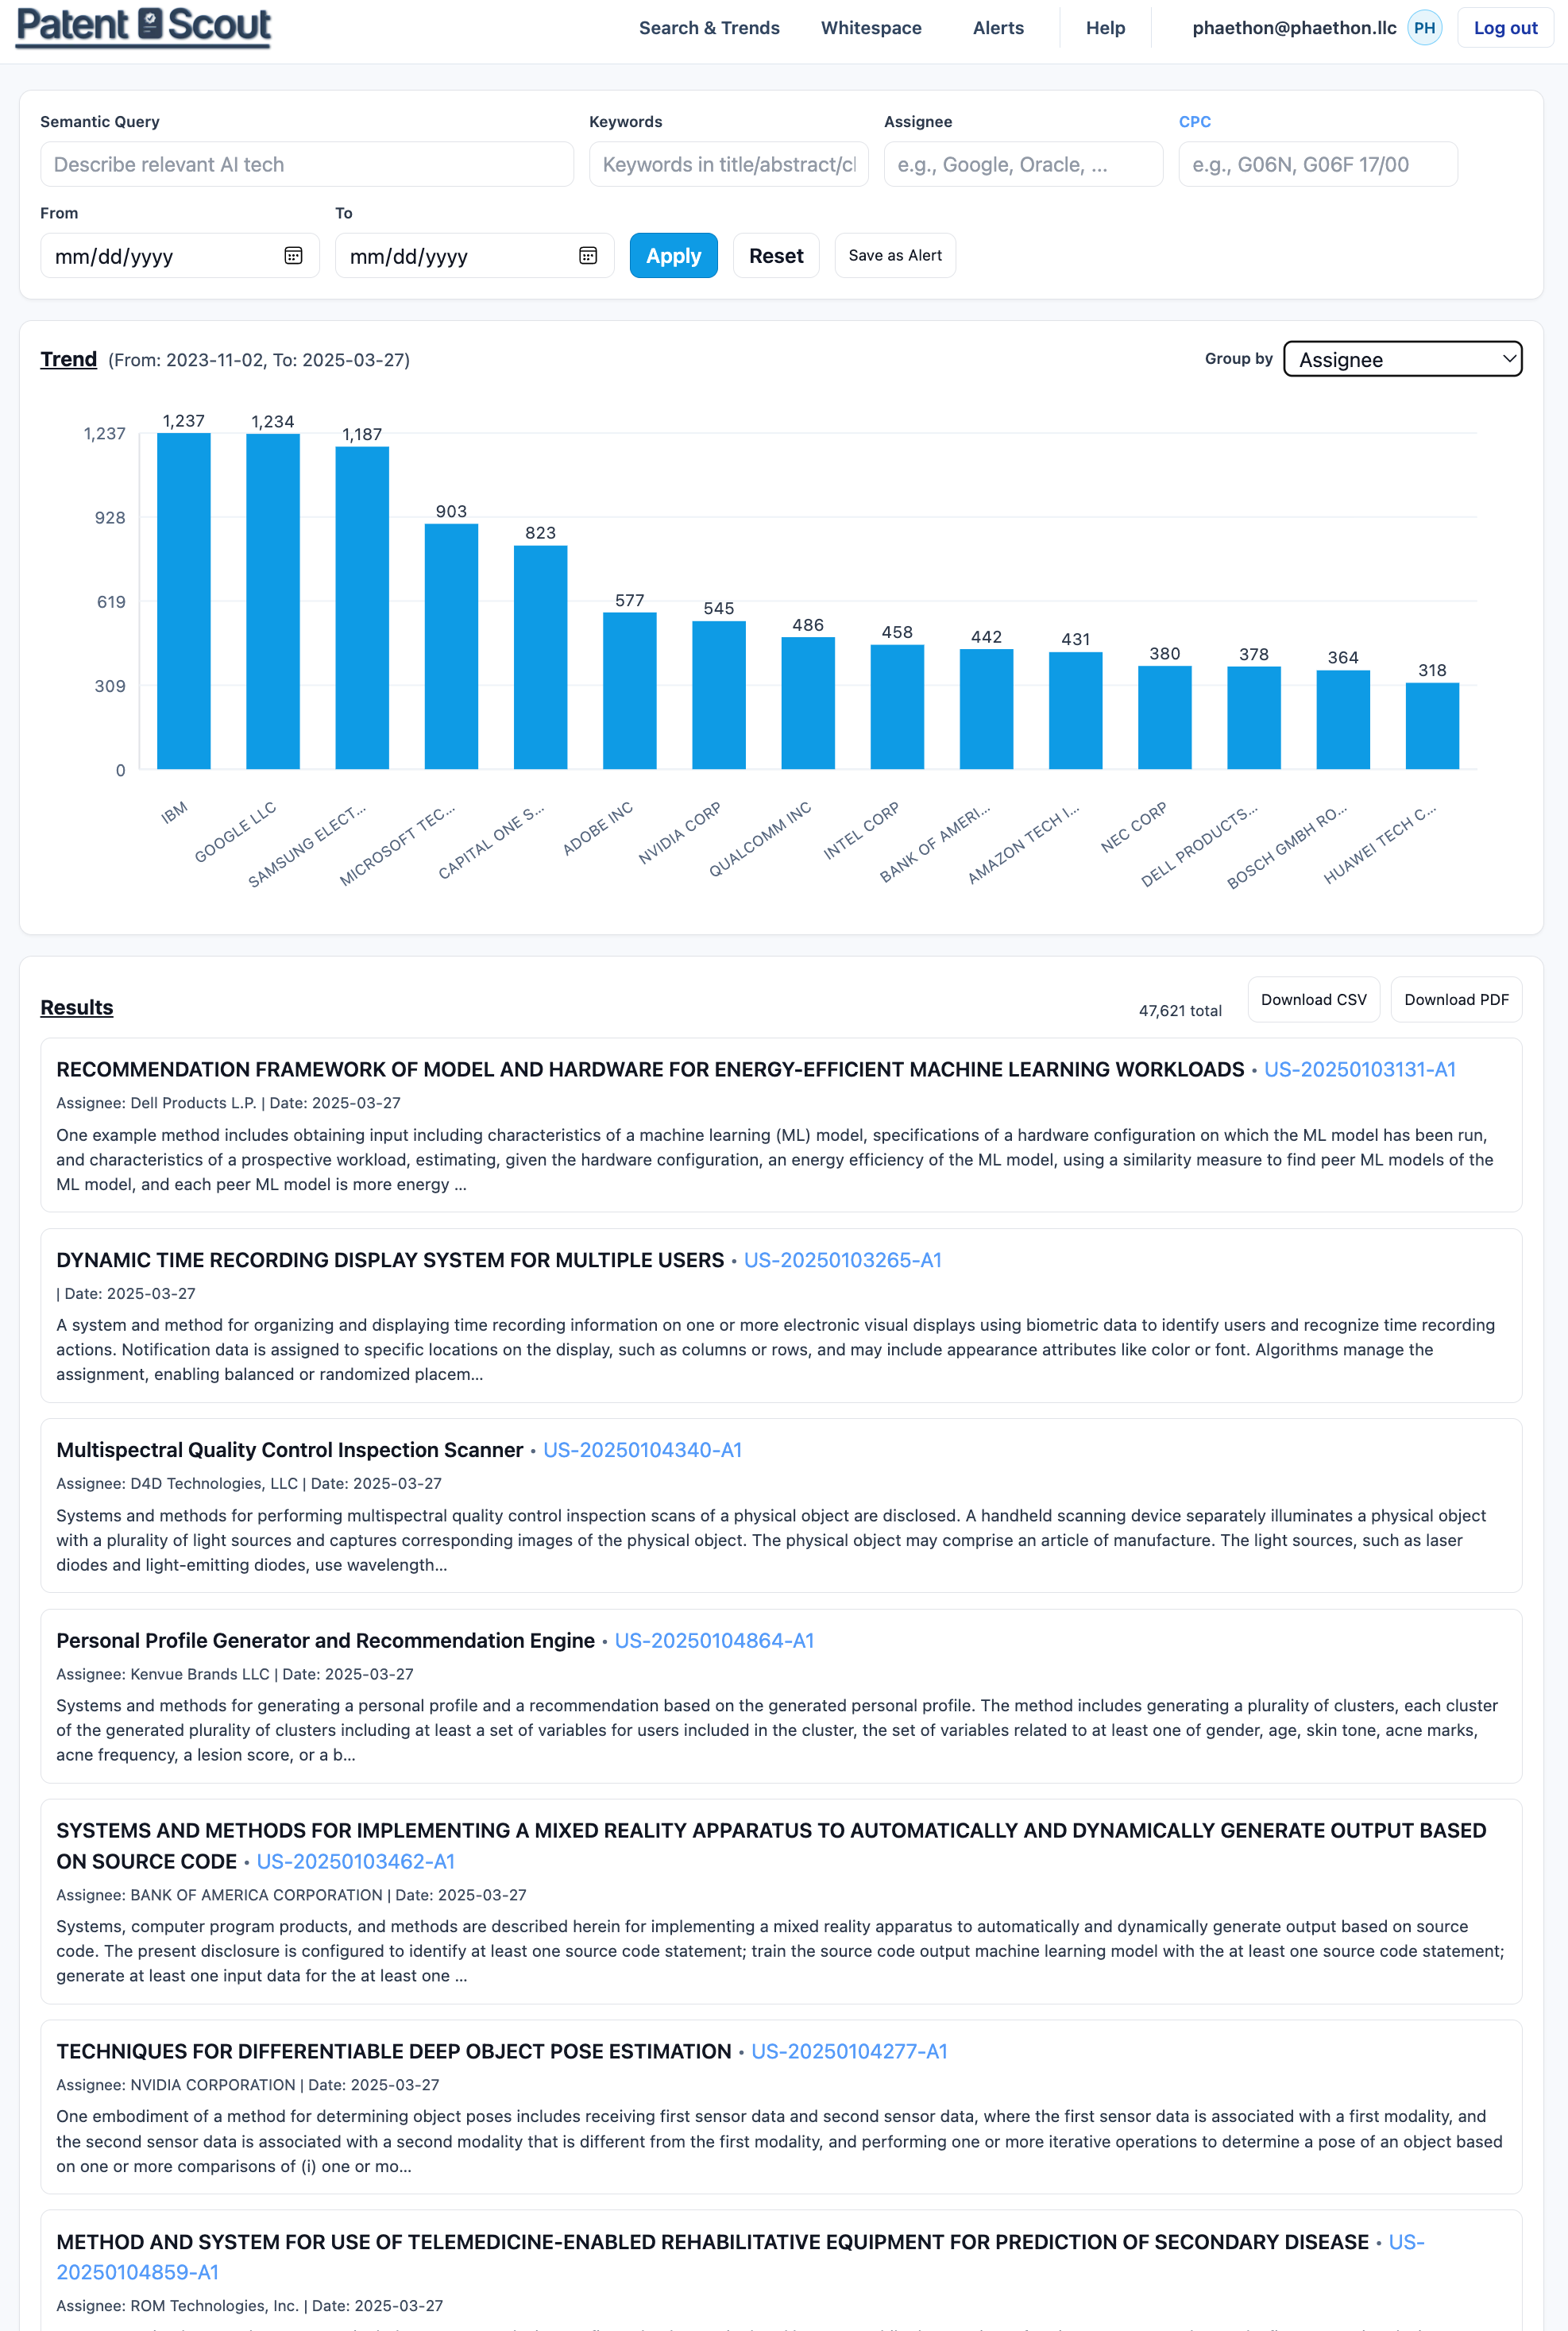 Patent Scout
Search & Trends
Whitespace
Alerts
Help
phaethon@phaethon.llc
PH
Log out
Semantic Query
Keywords
Assignee
CPC
Describe relevant AI tech
Keywords in title/abstract/cl
e.g., Google, Oracle, ...
e.g., G06N, G06F 17/00
From
To
mm/dd/yyyy
mm/dd/yyyy
Apply
Reset
Save as Alert
Trend (From: 2023-11-02, To: 2025-03-27)
Group by
Assignee
1,237
928
619
309
0
1,237
1,234
1,187
903
823
577
545
486
458
442
431
380
378
364
318
IBM
GOOGLE LLC
SAMSUNG ELECT...
MICROSOFT TEC...
CAPITAL ONE S...
ADOBE INC
NVIDIA CORP
QUALCOMM INC
INTEL CORP
BANK OF AMERI...
AMAZON TECH I...
NEC CORP
DELL PRODUCTS...
BOSCH GMBH RO...
HUAWEI TECH C...
Results
47,621 total
Download CSV
Download PDF
RECOMMENDATION FRAMEWORK OF MODEL AND HARDWARE FOR ENERGY-EFFICIENT MACHINE LEARNING WORKLOADS • US-20250103131-A1
Assignee: Dell Products L.P. | Date: 2025-03-27
One example method includes obtaining input including characteristics of a machine learning (ML) model, specifications of a hardware configuration on which the ML model has been run,
and characteristics of a prospective workload, estimating, given the hardware configuration, an energy efficiency of the ML model, using a similarity measure to find peer ML models of the
ML model, and each peer ML model is more energy ...
DYNAMIC TIME RECORDING DISPLAY SYSTEM FOR MULTIPLE USERS • US-20250103265-A1
| Date: 2025-03-27
A system and method for organizing and displaying time recording information on one or more electronic visual displays using biometric data to identify users and recognize time recording
actions. Notification data is assigned to specific locations on the display, such as columns or rows, and may include appearance attributes like color or font. Algorithms manage the
assignment, enabling balanced or randomized placem...
Multispectral Quality Control Inspection Scanner • US-20250104340-A1
Assignee: D4D Technologies, LLC | Date: 2025-03-27
Systems and methods for performing multispectral quality control inspection scans of a physical object are disclosed. A handheld scanning device separately illuminates a physical object
with a plurality of light sources and captures corresponding images of the physical object. The physical object may comprise an article of manufacture. The light sources, such as laser
diodes and light-emitting diodes, use wavelength...
Personal Profile Generator and Recommendation Engine • US-20250104864-A1
Assignee: Kenvue Brands LLC | Date: 2025-03-27
Systems and methods for generating a personal profile and a recommendation based on the generated personal profile. The method includes generating a plurality of clusters, each cluster
of the generated plurality of clusters including at least a set of variables for users included in the cluster, the set of variables related to at least one of gender, age, skin tone, acne marks,
acne frequency, a lesion score, or a b...
SYSTEMS AND METHODS FOR IMPLEMENTING A MIXED REALITY APPARATUS TO AUTOMATICALLY AND DYNAMICALLY GENERATE OUTPUT BASED
ON SOURCE CODE • US-20250103462-A1
Assignee: BANK OF AMERICA CORPORATION | Date: 2025-03-27
Systems, computer program products, and methods are described herein for implementing a mixed reality apparatus to automatically and dynamically generate output based on source
code. The present disclosure is configured to identify at least one source code statement; train the source code output machine learning model with the at least one source code statement;
generate at least one input data for the at least one ...
TECHNIQUES FOR DIFFERENTIABLE DEEP OBJECT POSE ESTIMATION • US-20250104277-A1
Assignee: NVIDIA CORPORATION | Date: 2025-03-27
One embodiment of a method for determining object poses includes receiving first sensor data and second sensor data, where the first sensor data is associated with a first modality, and
the second sensor data is associated with a second modality that is different from the first modality, and performing one or more iterative operations to determine a pose of an object based
on one or more comparisons of (i) one or mo...
METHOD AND SYSTEM FOR USE OF TELEMEDICINE-ENABLED REHABILITATIVE EQUIPMENT FOR PREDICTION OF SECONDARY DISEASE • US-
20250104859-A1
Assignee: ROM Technologies, Inc. | Date: 2025-03-27